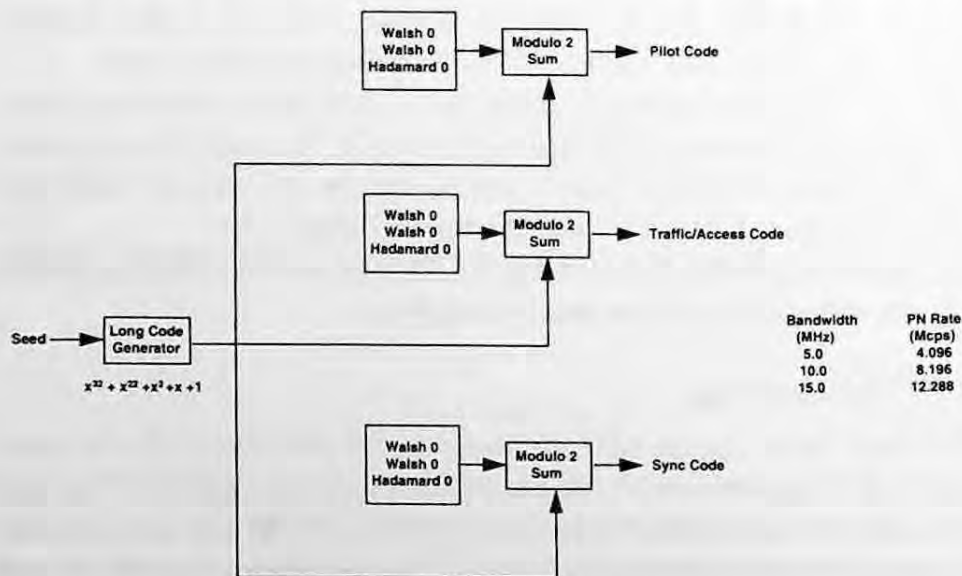 Walsh 0
Walsh 0
Hadamard 0
Modulo 2
Sum
Pilot Code
Walsh 0
Walsh 0
Hadamard 0
Modulo 2
Sum
Traffic/Access Code
Seed
Long Code
Generator
x³² + x²² +x² +x +1
Bandwidth
(MHz)
PN Rate
(Mcps)
5.0 4.096
10.0 8.196
15.0 12.288
Walsh 0
Walsh 0
Hadamard 0
Modulo 2
Sum
Sync Code